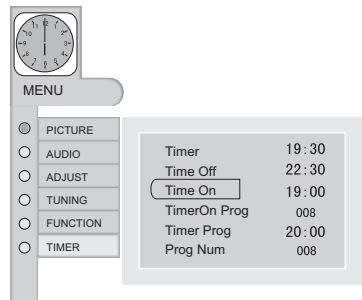 MENU
PICTURE
AUDIO
ADJUST
TUNING
FUNCTION
TIMER
Timer 19:30
Time Off 22:30
Time On 19:00
TimerOn Prog 008
Timer Prog 20:00
Prog Num 008